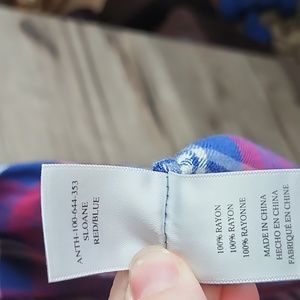 ANTH-100-644-353
SLOANE
RED/BLUE
100% RAYON
100% RAYON
100% RAYONNE
MADE IN CHINA
HECHO EN CHINA
FABRIQUÉ EN CHINE